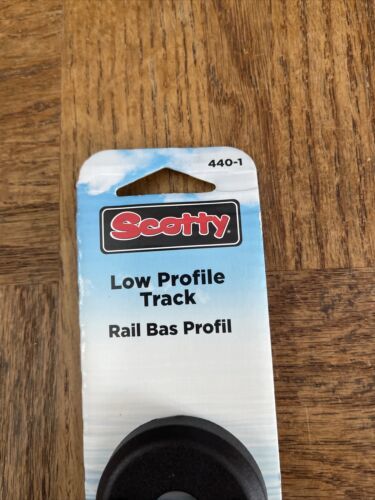 440-1
Scotty®
Low Profile
Track
Rail Bas Profil